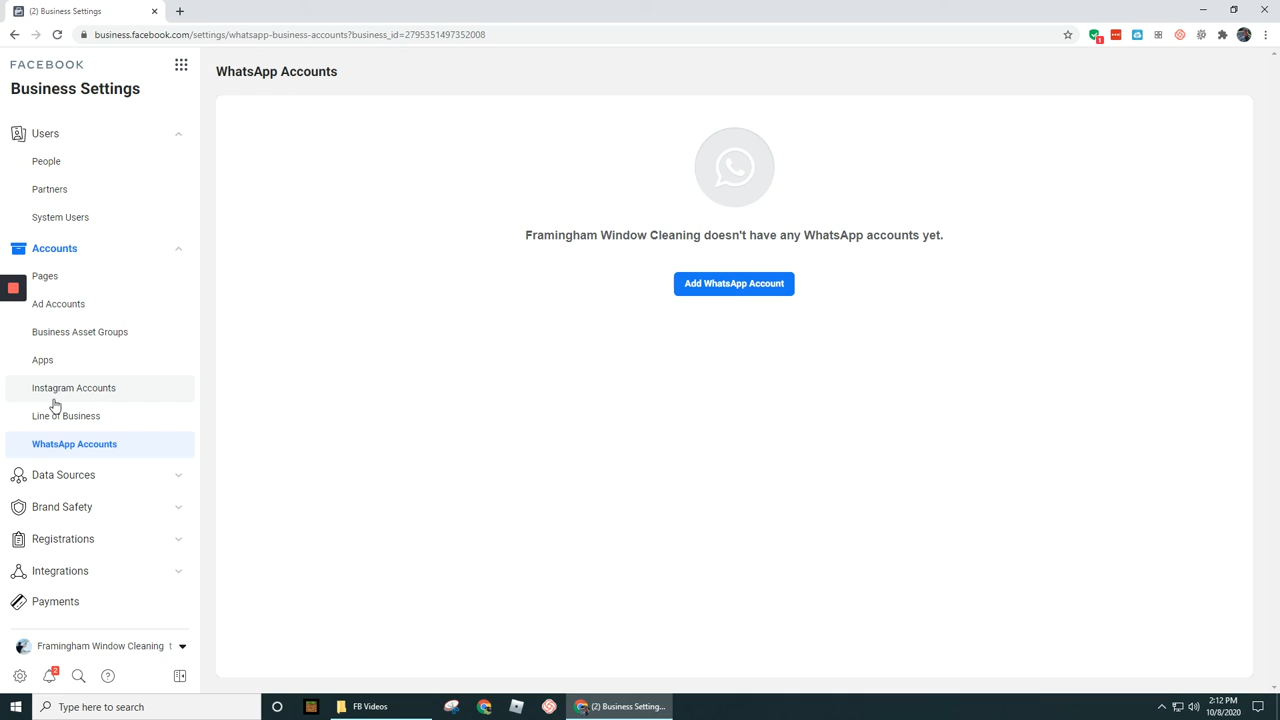 (2) Business Settings
business.facebook.com/settings/whatsapp-business-accounts?business_id=2795351497352008
1
FACEBOOK
Business Settings
Users
People
Partners
System Users
Accounts
Pages
Ad Accounts
Business Asset Groups
Apps
Instagram Accounts
Line of Business
WhatsApp Accounts
Data Sources
Brand Safety
Registrations
Integrations
Payments
Framingham Window Cleaning t
2
WhatsApp Accounts
Framingham Window Cleaning doesn't have any WhatsApp accounts yet.
Add WhatsApp Account
Type here to search
FB Videos
(2) Business Setting...
2:12 PM
10/8/2020